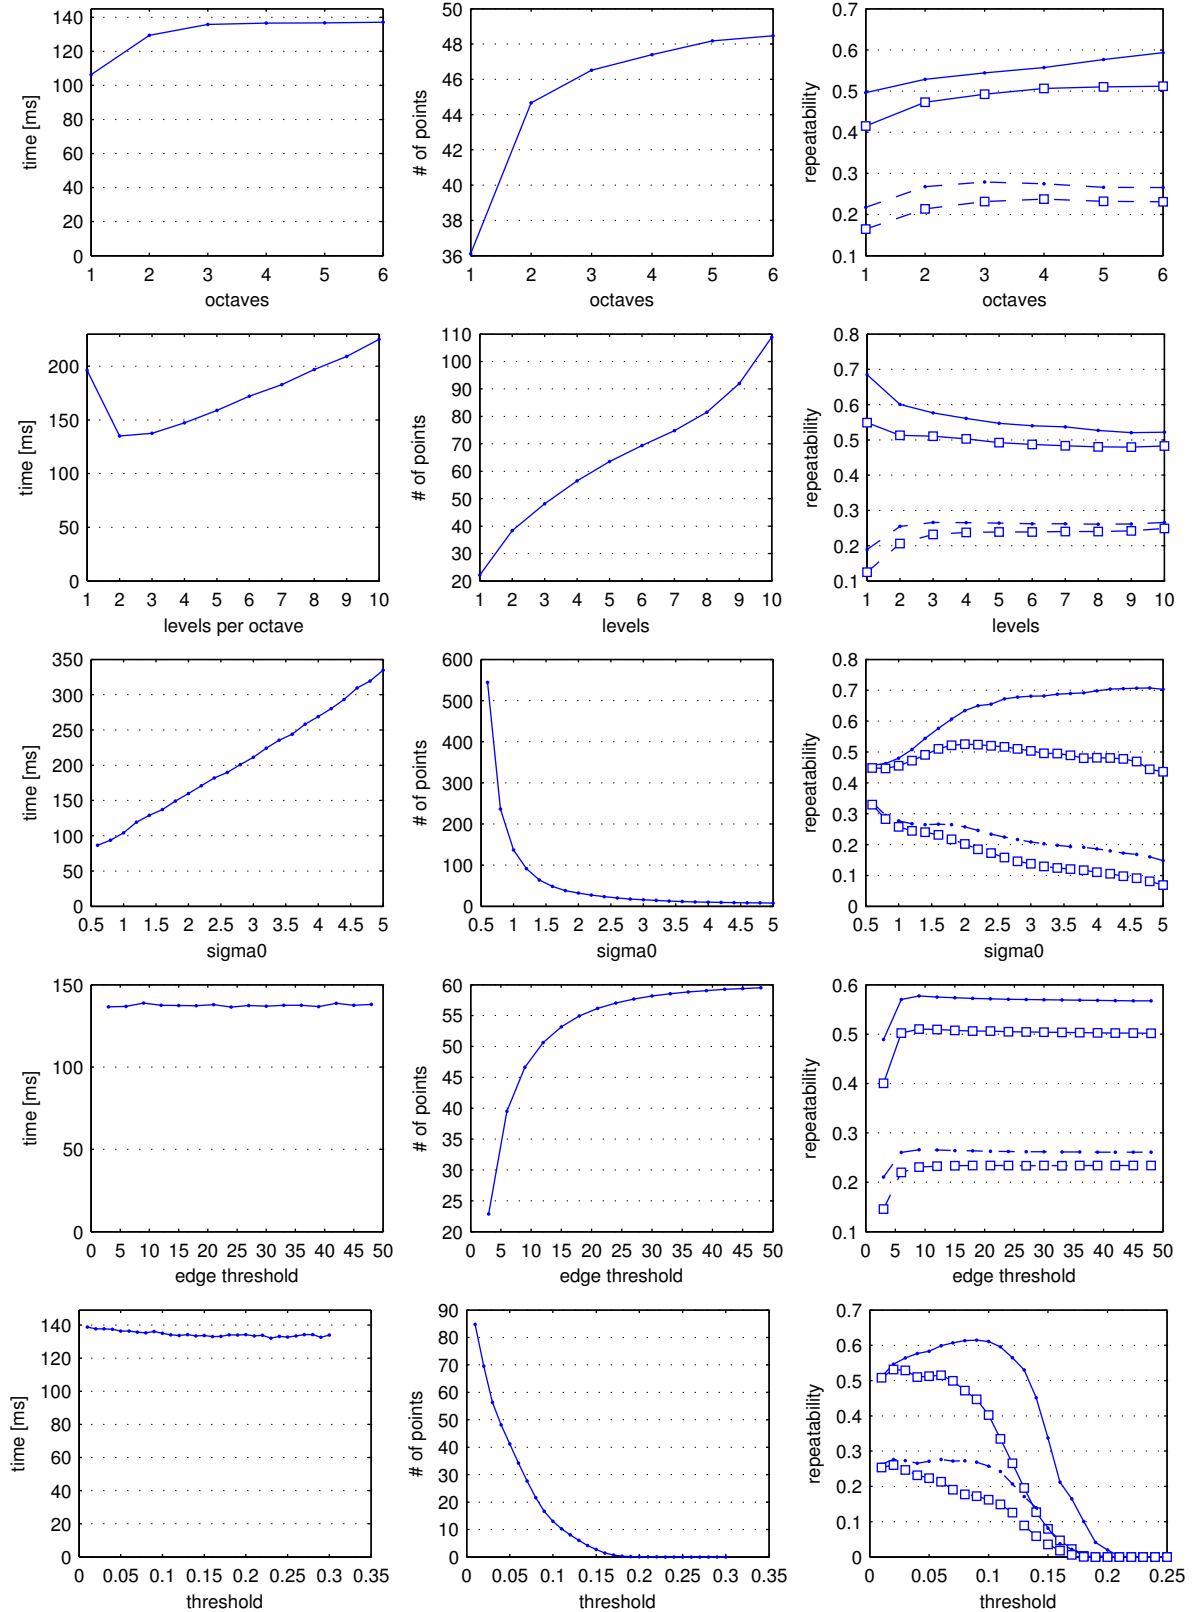 140
120
100
80
60
40
20
0
time [ms]
1 2 3 4 5 6
octaves
50
48
46
44
42
40
38
36
# of points
1 2 3 4 5 6
octaves
0.7
0.6
0.5
0.4
0.3
0.2
0.1
repeatability
1 2 3 4 5 6
octaves
200
150
100
50
0
time [ms]
1 2 3 4 5 6 7 8 9 10
levels per octave
110
100
90
80
70
60
50
40
30
20
# of points
1 2 3 4 5 6 7 8 9 10
levels
0.8
0.7
0.6
0.5
0.4
0.3
0.2
0.1
repeatability
1 2 3 4 5 6 7 8 9 10
levels
350
300
250
200
150
100
50
0
time [ms]
0.5 1 1.5 2 2.5 3 3.5 4 4.5 5
sigma0
600
500
400
300
200
100
0
# of points
0.5 1 1.5 2 2.5 3 3.5 4 4.5 5
sigma0
0.8
0.7
0.6
0.5
0.4
0.3
0.2
0.1
0
repeatability
0.5 1 1.5 2 2.5 3 3.5 4 4.5 5
sigma0
150
100
50
0
time [ms]
0 5 10 15 20 25 30 35 40 45 50
edge threshold
60
55
50
45
40
35
30
25
20
# of points
0 5 10 15 20 25 30 35 40 45 50
edge threshold
0.6
0.5
0.4
0.3
0.2
0.1
repeatability
0 5 10 15 20 25 30 35 40 45 50
edge threshold
140
120
100
80
60
40
20
0
time [ms]
0 0.05 0.1 0.15 0.2 0.25 0.3 0.35
threshold
90
80
70
60
50
40
30
20
10
0
# of points
0 0.05 0.1 0.15 0.2 0.25 0.3 0.35
threshold
0.7
0.6
0.5
0.4
0.3
0.2
0.1
0
repeatability
0 0.05 0.1 0.15 0.2 0.25
threshold